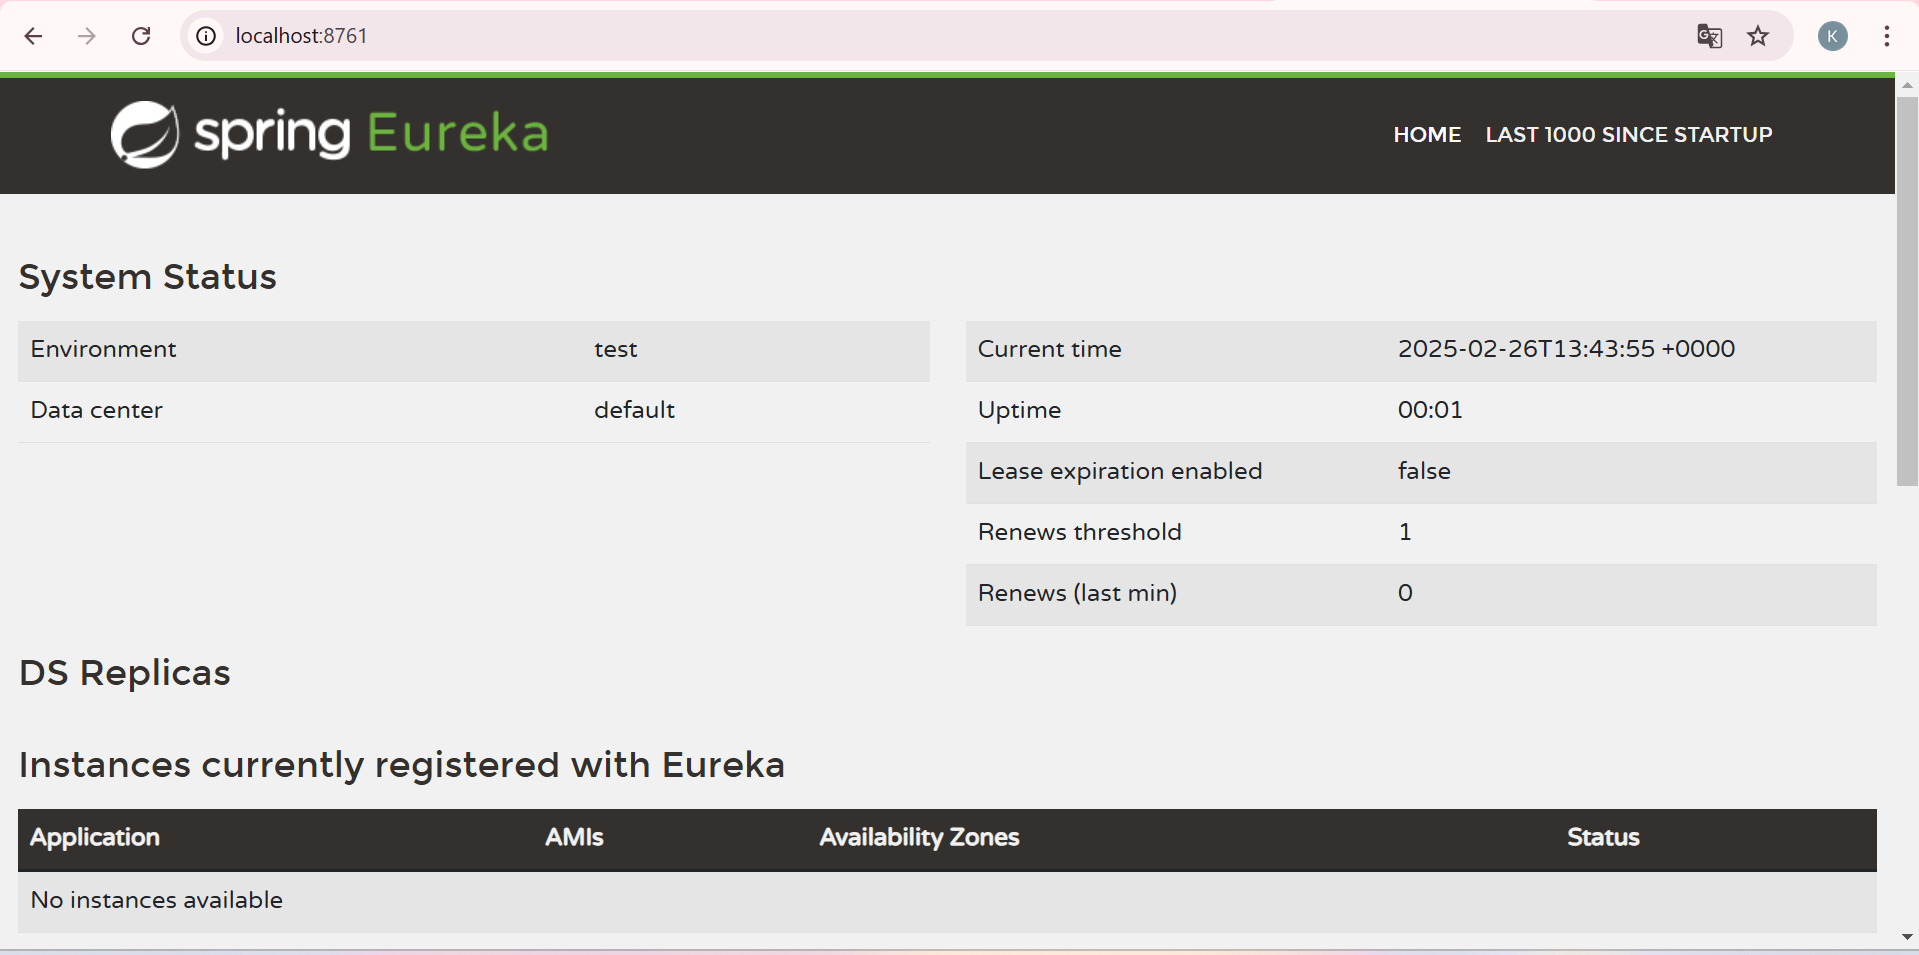 localhost:8761
K
spring Eureka
HOME LAST 1000 SINCE STARTUP
System Status
Environment test
Data center default
Current time 2025-02-26T13:43:55 +0000
Uptime 00:01
Lease expiration enabled false
Renews threshold 1
Renews (last min) 0
DS Replicas
Instances currently registered with Eureka
Application AMIs Availability Zones Status
No instances available